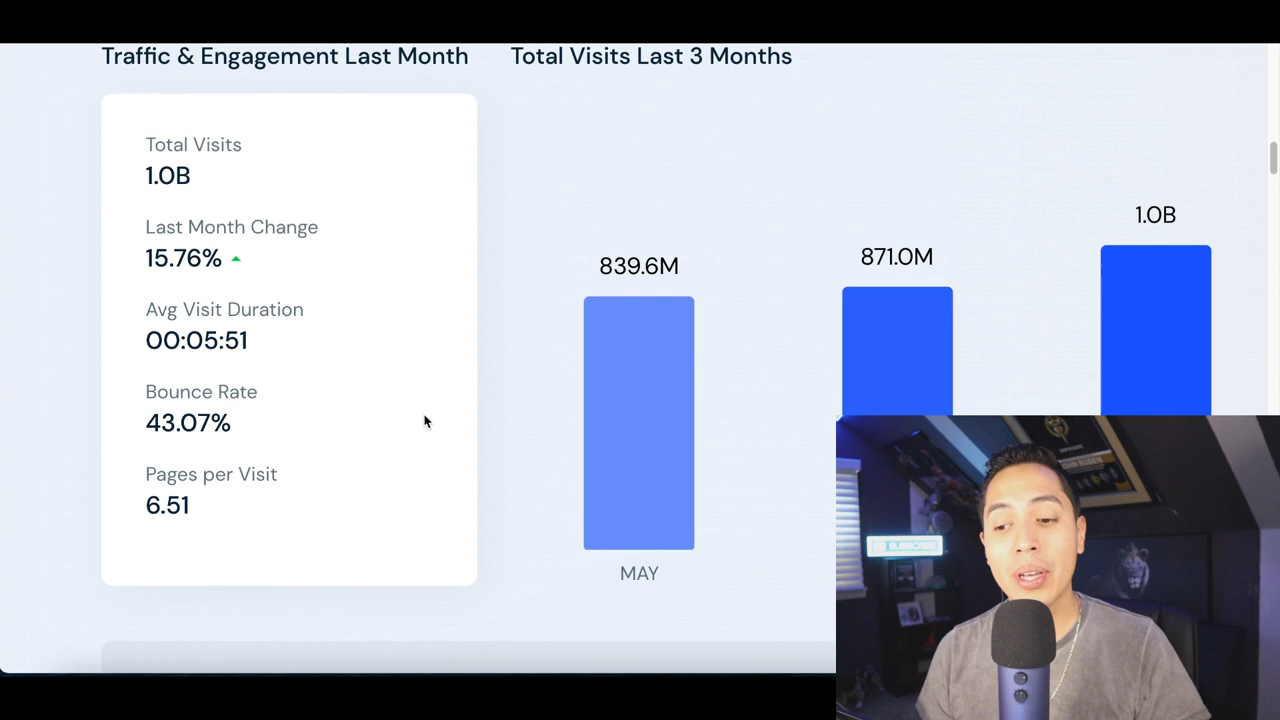 Traffic & Engagement Last Month
Total Visits Last 3 Months
Total Visits
1.0B
Last Month Change
15.76%
Avg Visit Duration
00:05:51
Bounce Rate
43.07%
Pages per Visit
6.51
839.6M
871.0M
1.0B
MAY
SUBSCRIBE